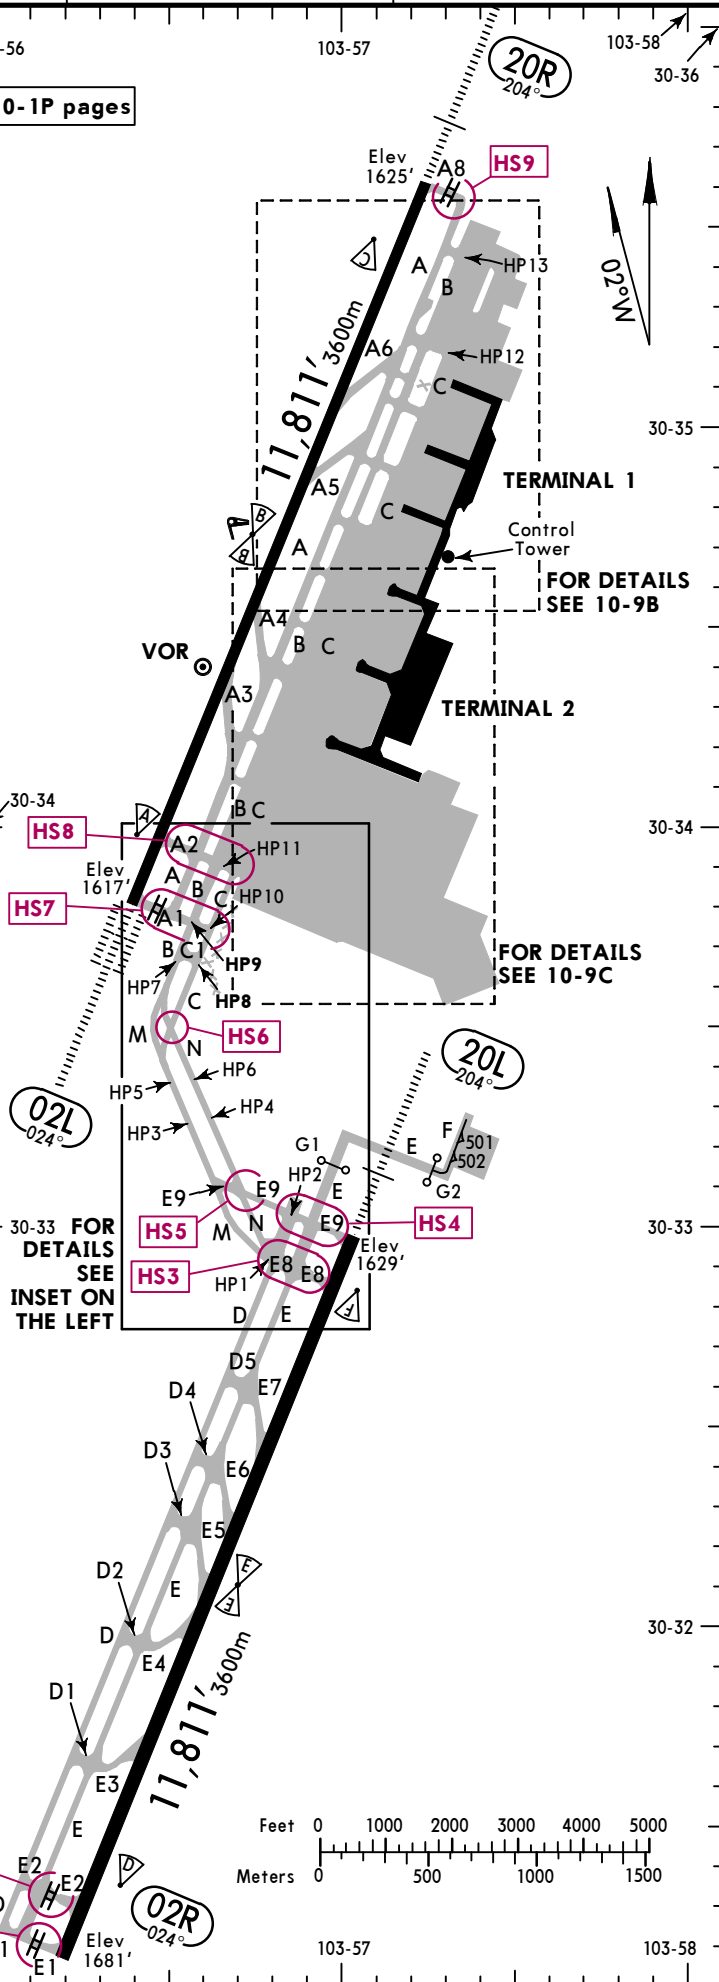 -56
103-57
103-58
30-36
20R
204°
0-1P pages
Elev
1625'
A8
HS9
A
HP13
B
C
02°W
11,811' 3600m
A6
HP12
C
30-35
A5
TERMINAL 1
C
B
B
A
Control
Tower
FOR DETAILS
SEE 10-9B
A4
B C
VOR
A3
TERMINAL 2
30-34
A
B C
30-34
HS8
A2
HP11
Elev
1617'
A
B
C
HP10
HS7
A1
B C1
HP9
FOR DETAILS
SEE 10-9C
HP7
C
HP8
M
HS6
N
20L
204°
HP6
02L
024°
HP5
HP4
HP3
G1
E
F
501
502
HP2
G2
E9
E9
E
HS5
M
N
E9
HS4
30-33
30-33
FOR
DETAILS
SEE
INSET ON
THE LEFT
Elev
1629'
HS3
HP1
E8
E8
F
D
E
D5
E7
D4
D3
E6
E5
D2
E
E
E
D
E4
30-32
11,811' 3600m
D1
E3
E
Feet 0 1000 2000 3000 4000 5000
Meters 0 500 1000 1500
E2
E2
D
D
02R
024°
1
E1
Elev
1681'
103-57
103-58